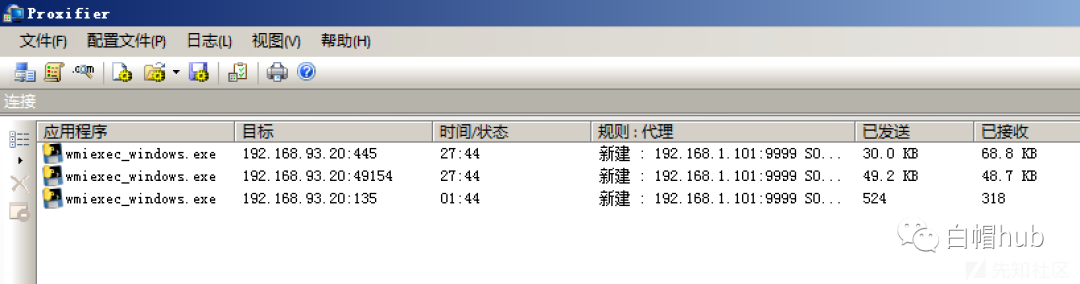 Proxifier
文件(F) 配置文件(P) 日志(L) 视图(V) 帮助(H)
.com
连接
应用程序 目标 时间/状态 规则 : 代理 已发送 已接收
wmiexec_windows.exe 192.168.93.20:445 27:44 新建 : 192.168.1.101:9999 SO... 30.0 KB 68.8 KB
wmiexec_windows.exe 192.168.93.20:49154 27:44 新建 : 192.168.1.101:9999 SO... 49.2 KB 48.7 KB
wmiexec_windows.exe 192.168.93.20:135 01:44 新建 : 192.168.1.101:9999 SO... 524 318
白帽hub
先知社区